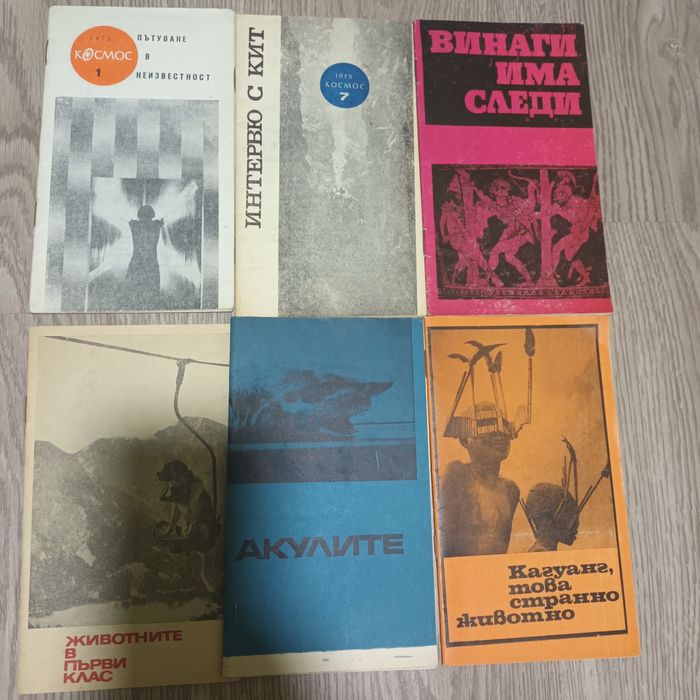 1973
КОСМОС
1
ПЪТУВАНЕ
В
НЕИЗВЕСТНОСТ
ИНТЕРВЮ С КИТ
1975
КОСМОС
7
ВИНАГИ
ИМА
СЛЕДИ
ЖИВОТНИТЕ
В
ПЪРВИ
КЛАС
АКУЛИТЕ
Кагуанг,
това
странно
животно